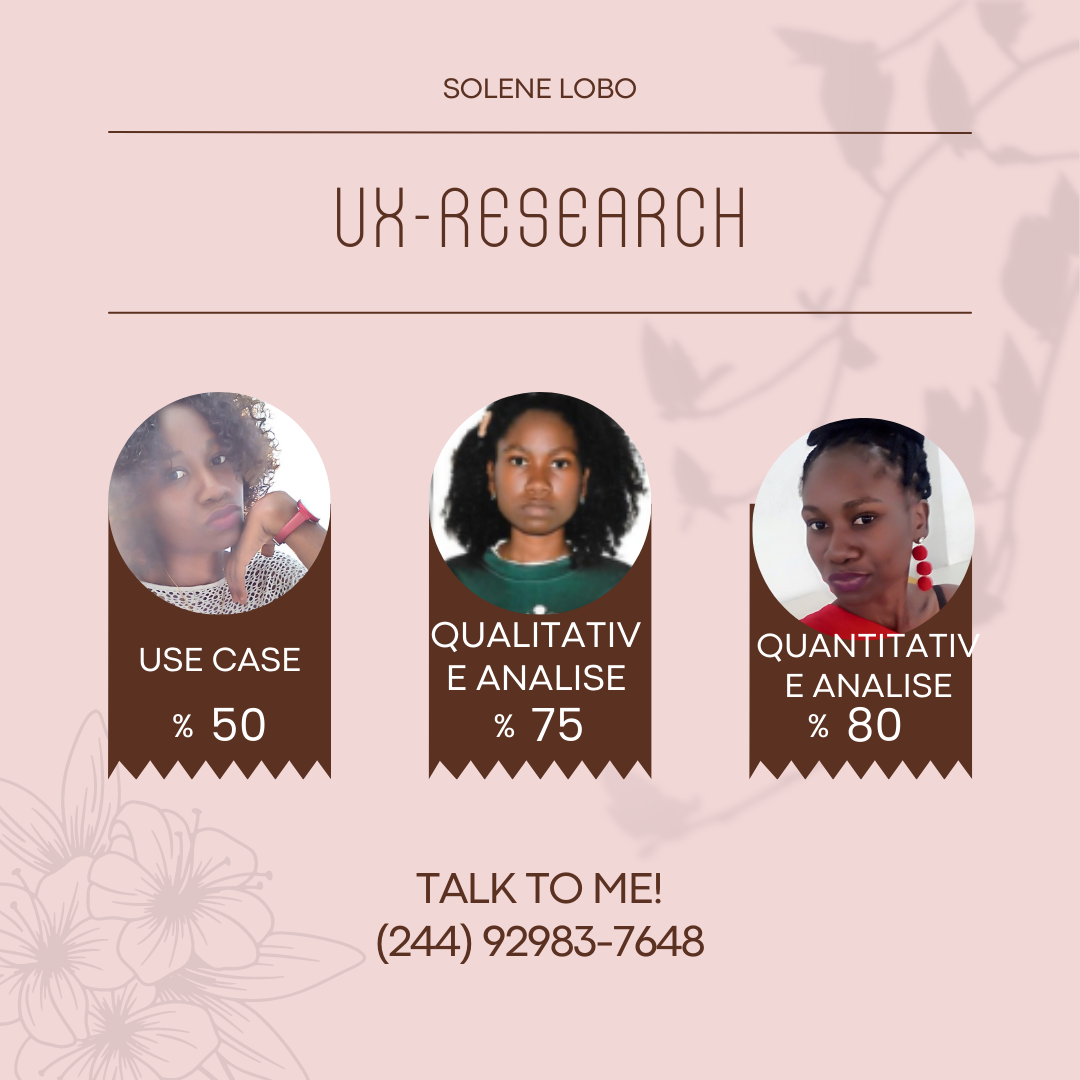 SOLENE LOBO
UX-RESEARCH
USE CASE
% 50
QUALITATIV
E ANALISE
% 75
QUANTITATIV
E ANALISE
% 80
TALK TO ME!
(244) 92983-7648